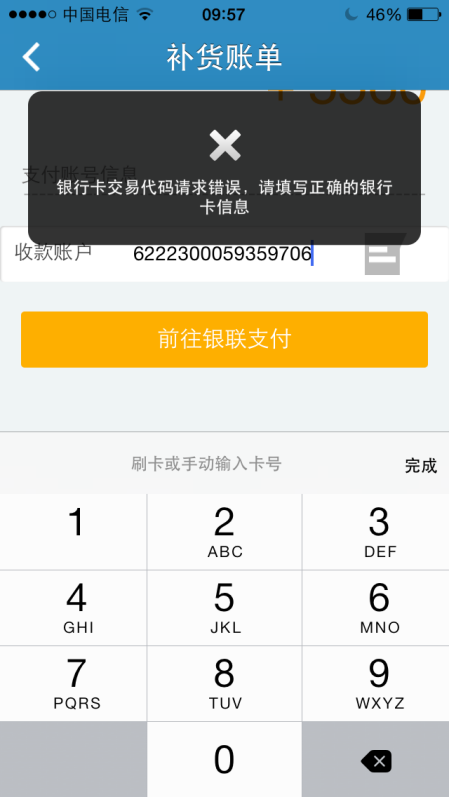 中国电信 09:57 46%
补货账单
支付账号信息
银行卡交易代码请求错误，请填写正确的银行
卡信息
收款账户 6222300059359706
前往银联支付
刷卡或手动输入卡号 完成
1 2 3
ABC DEF
4 5 6
GHI JKL MNO
7 8 9
PQRS TUV WXYZ
0